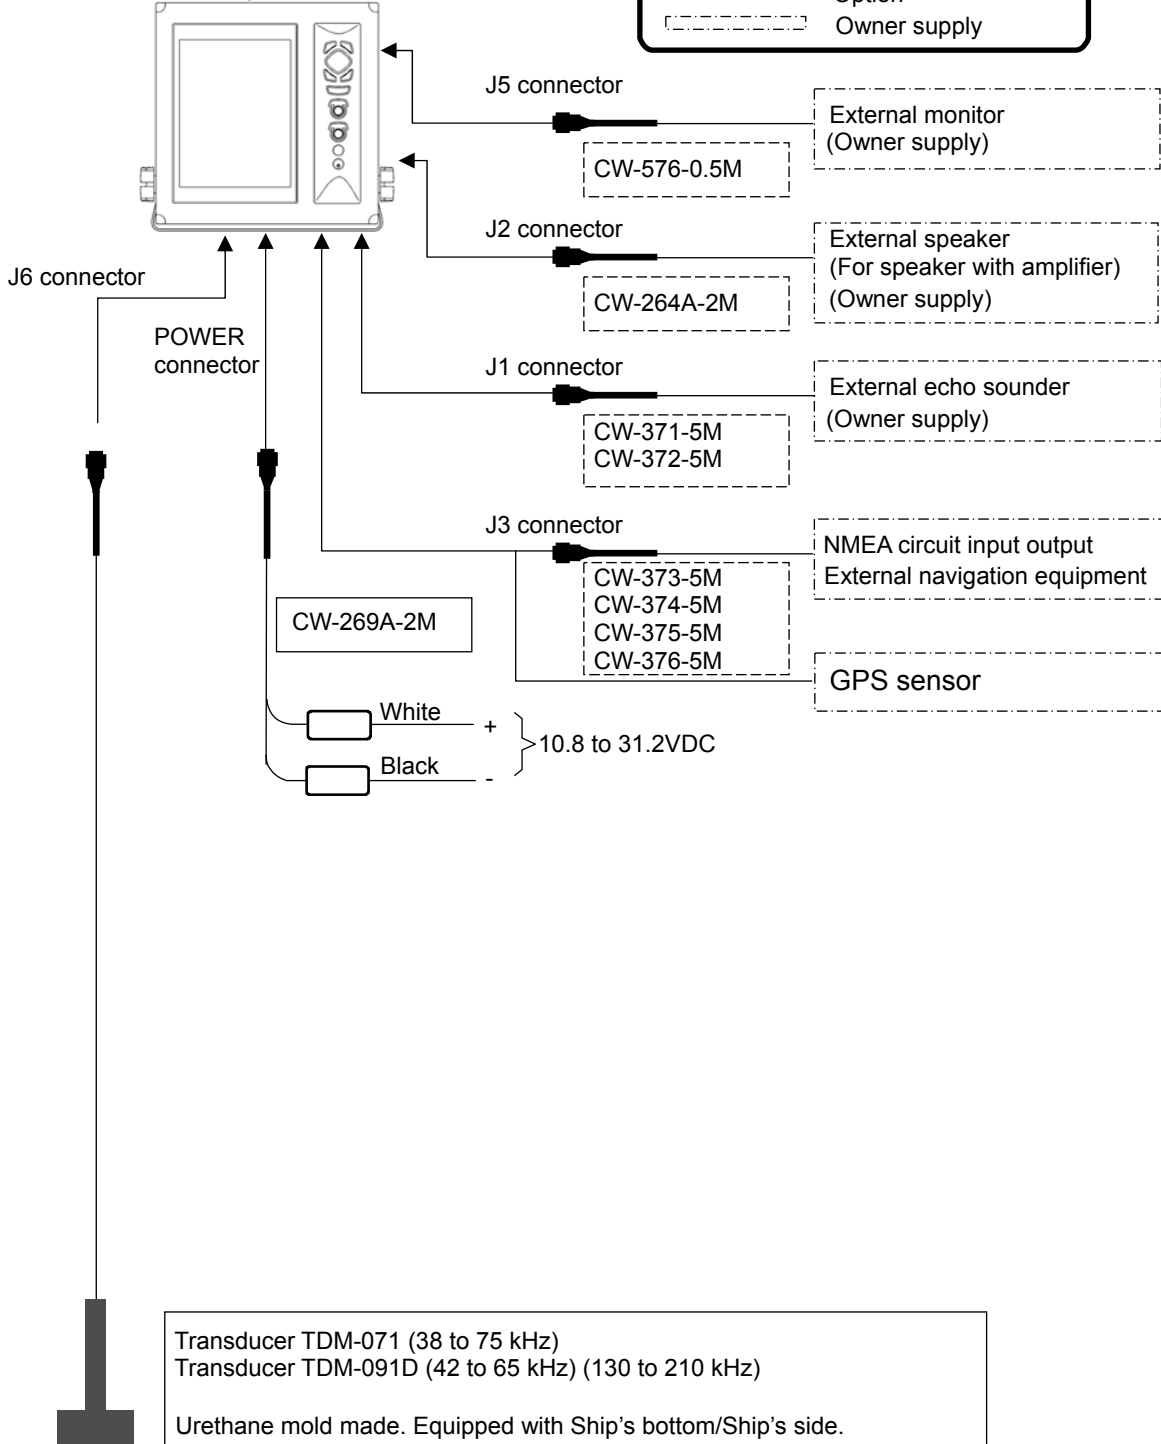 Option
Owner supply
J5 connector
External monitor
(Owner supply)
CW-576-0.5M
J2 connector
External speaker
(For speaker with amplifier)
(Owner supply)
CW-264A-2M
J6 connector
POWER
connector
J1 connector
External echo sounder
(Owner supply)
CW-371-5M
CW-372-5M
J3 connector
NMEA circuit input output
External navigation equipment
CW-373-5M
CW-374-5M
CW-375-5M
CW-376-5M
CW-269A-2M
GPS sensor
White
+
10.8 to 31.2VDC
Black
-
Transducer TDM-071 (38 to 75 kHz)
Transducer TDM-091D (42 to 65 kHz) (130 to 210 kHz)
Urethane mold made. Equipped with Ship's bottom/Ship's side.